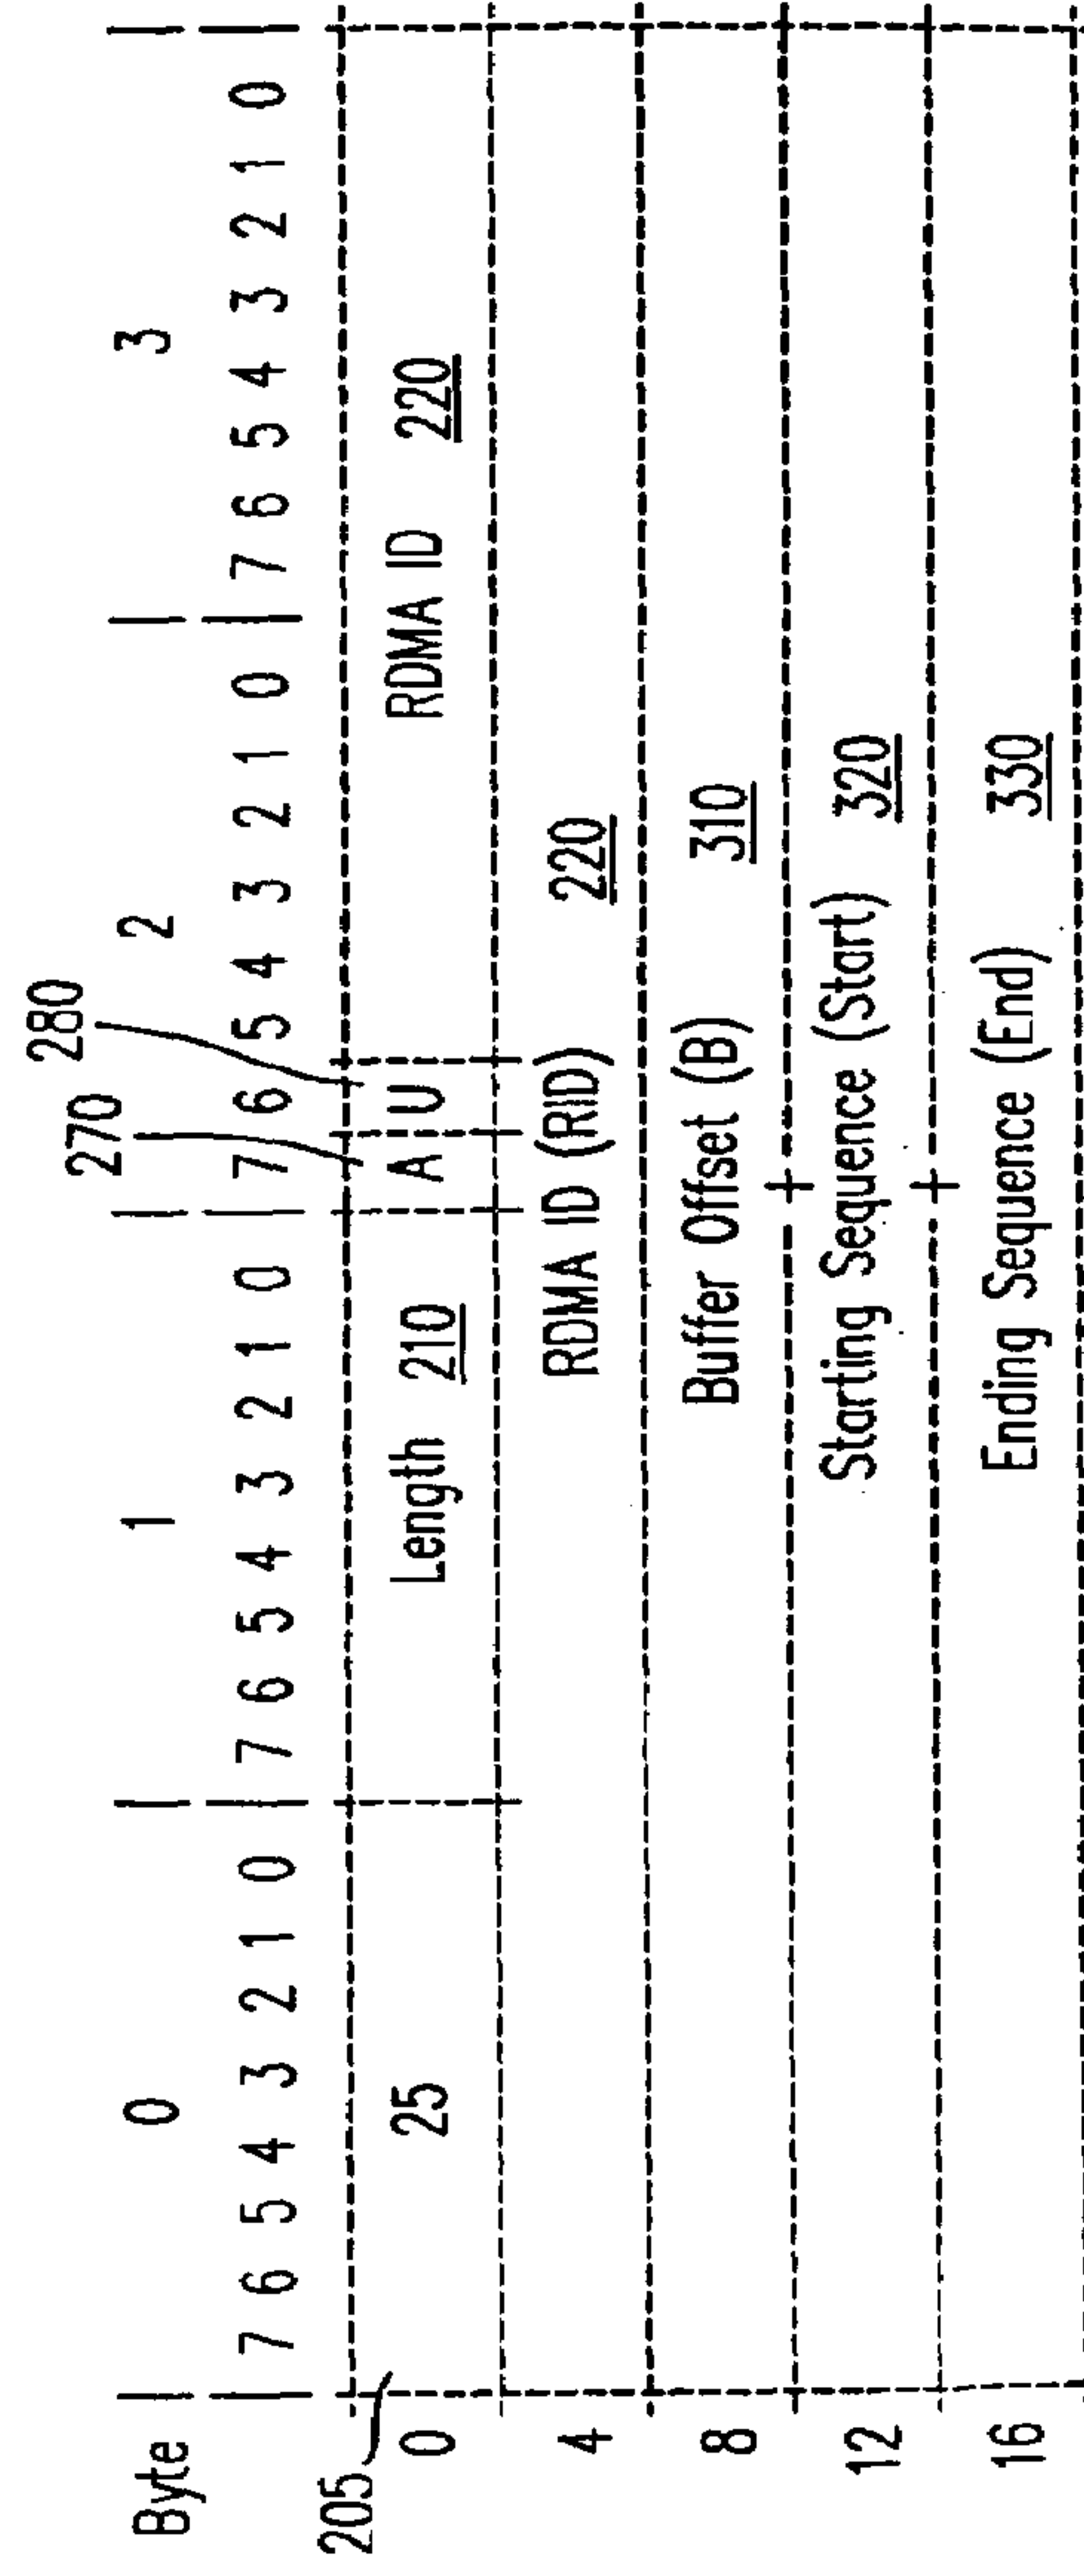 280
270
Byte 0 1 2 3
7 6 5 4 3 2 1 0 7 6 5 4 3 2 1 0 7 6 5 4 3 2 1 0 7 6 5 4 3 2 1 0
205
0 25 Length 210 A U RDMA ID 220
4 RDMA ID (RID) 220
8 Buffer Offset (B) 310
12 Starting Sequence (Start) 320
16 Ending Sequence (End) 330